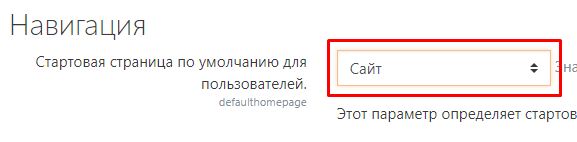 Навигация
Стартовая страница по умолчанию для
пользователей.
defaulthomepage
Сайт
Этот параметр определяет стартов